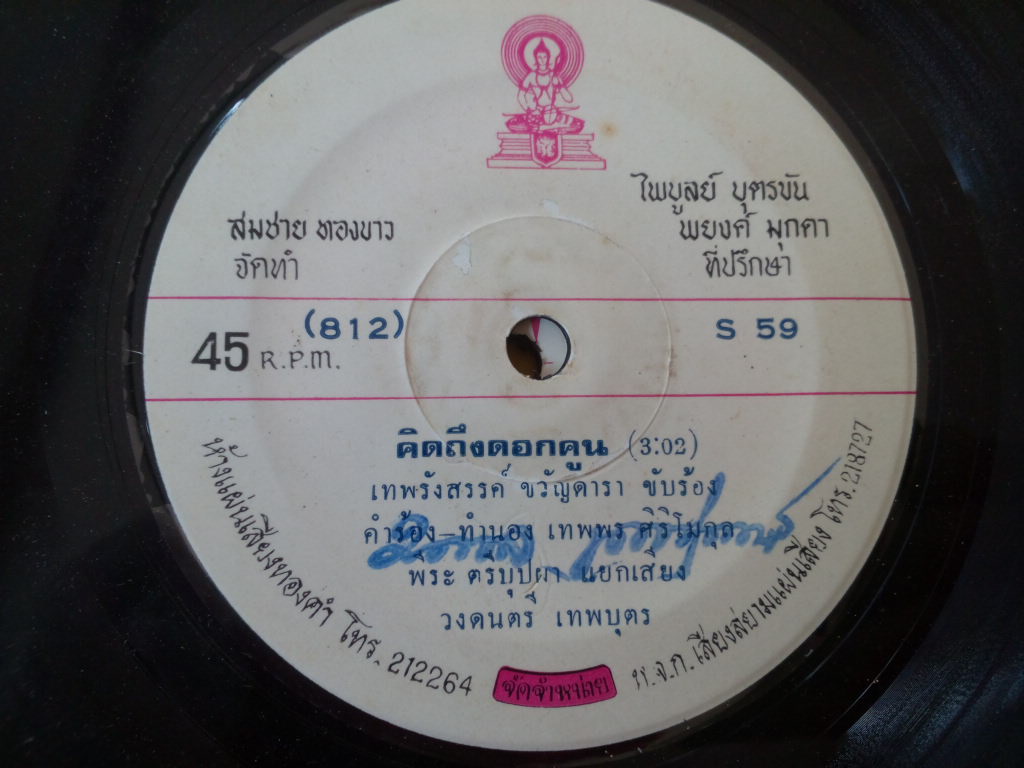 ไพบูลย์ บุตรขัน
พยงค์ มุกดา
ที่ปรึกษา
สมชาย ทองขาว
จัดทำ
45 R.P.M.
(812)
S 59
คิดถึงดอกคูน (3:02)
เทพรังสรรค์ ขวัญดารา ขับร้อง
คำร้อง-ทำนอง เทพพร ศิริโมกุล
พีระ ตรีบุปผา แยกเสียง
วงดนตรี เทพบุตร
ห้างแผ่นเสียงทองคำ โทร. 212264
จัดจำหน่าย
ห.จ.ก. เสียงสยามแผ่นเสียง โทร. 218727